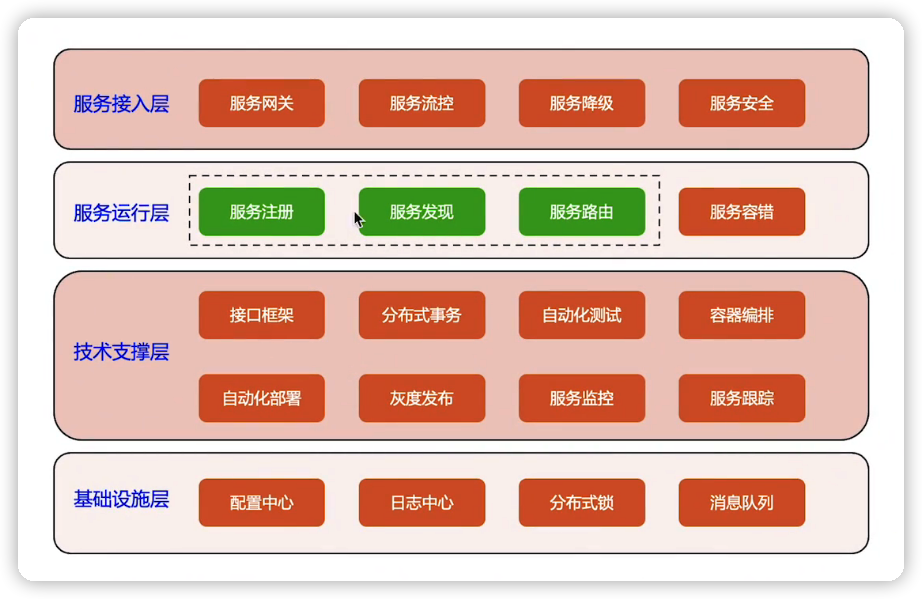 服务接入层 服务网关 服务流控 服务降级 服务安全
服务运行层 服务注册 服务发现 服务路由 服务容错
接口框架 分布式事务 自动化测试 容器编排
技术支撑层
自动化部署 灰度发布 服务监控 服务跟踪
基础设施层 配置中心 日志中心 分布式锁 消息队列